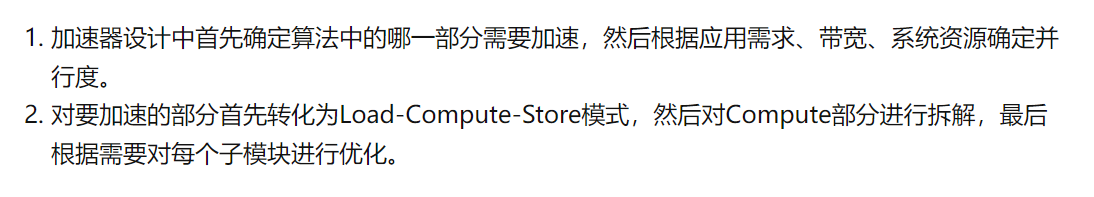 1. 加速器设计中首先确定算法中的哪一部分需要加速，然后根据应用需求、带宽、系统资源确定并
行度。
2. 对要加速的部分首先转化为Load-Compute-Store模式，然后对Compute部分进行拆解，最后
根据需要对每个子模块进行优化。